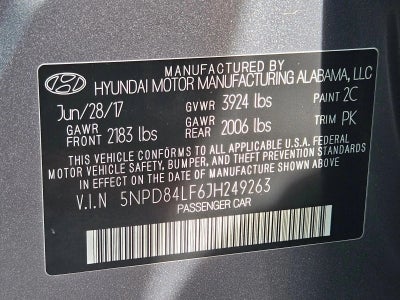 MANUFACTURED BY
HYUNDAI MOTOR MANUFACTURING ALABAMA, LLC
Jun/28/17 GVWR 3924 lbs PAINT 2C
GAWR FRONT 2183 lbs GAWR REAR 2006 lbs TRIM PK
THIS VEHICLE CONFORMS TO ALL APPLICABLE U.S.A. FEDERAL
MOTOR VEHICLE SAFETY, BUMPER, AND THEFT PREVENTION STANDARDS
IN EFFECT ON THE DATE OF MANUFACTURE SHOWN ABOVE.
V.I.N 5NPD84LF6JH249263
PASSENGER CAR